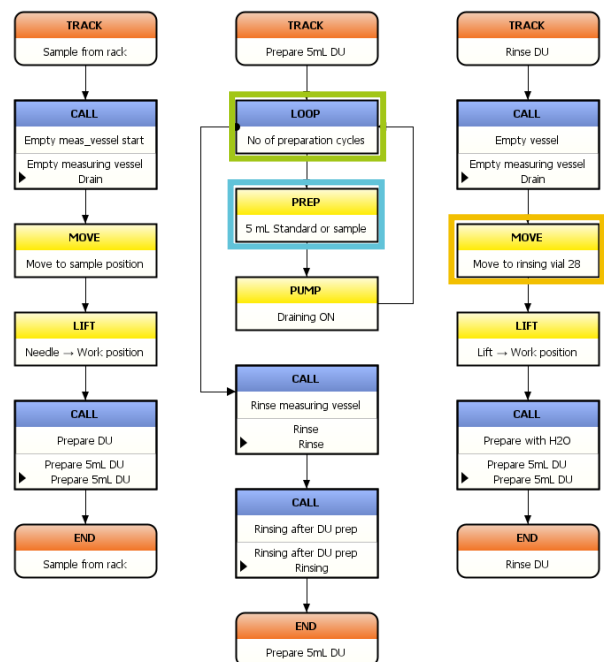 TRACK
Sample from rack
CALL
Empty meas_vessel start
Empty measuring vessel
Drain
MOVE
Move to sample position
LIFT
Needle → Work position
CALL
Prepare DU
Prepare 5mL DU
Prepare 5mL DU
END
Sample from rack
TRACK
Prepare 5mL DU
LOOP
No of preparation cycles
PREP
5 mL Standard or sample
PUMP
Draining ON
CALL
Rinse measuring vessel
Rinse
Rinse
CALL
Rinsing after DU prep
Rinsing after DU prep
Rinsing
END
Prepare 5mL DU
TRACK
Rinse DU
CALL
Empty vessel
Empty measuring vessel
Drain
MOVE
Move to rinsing vial 28
LIFT
Lift → Work position
CALL
Prepare with H2O
Prepare 5mL DU
Prepare 5mL DU
END
Rinse DU